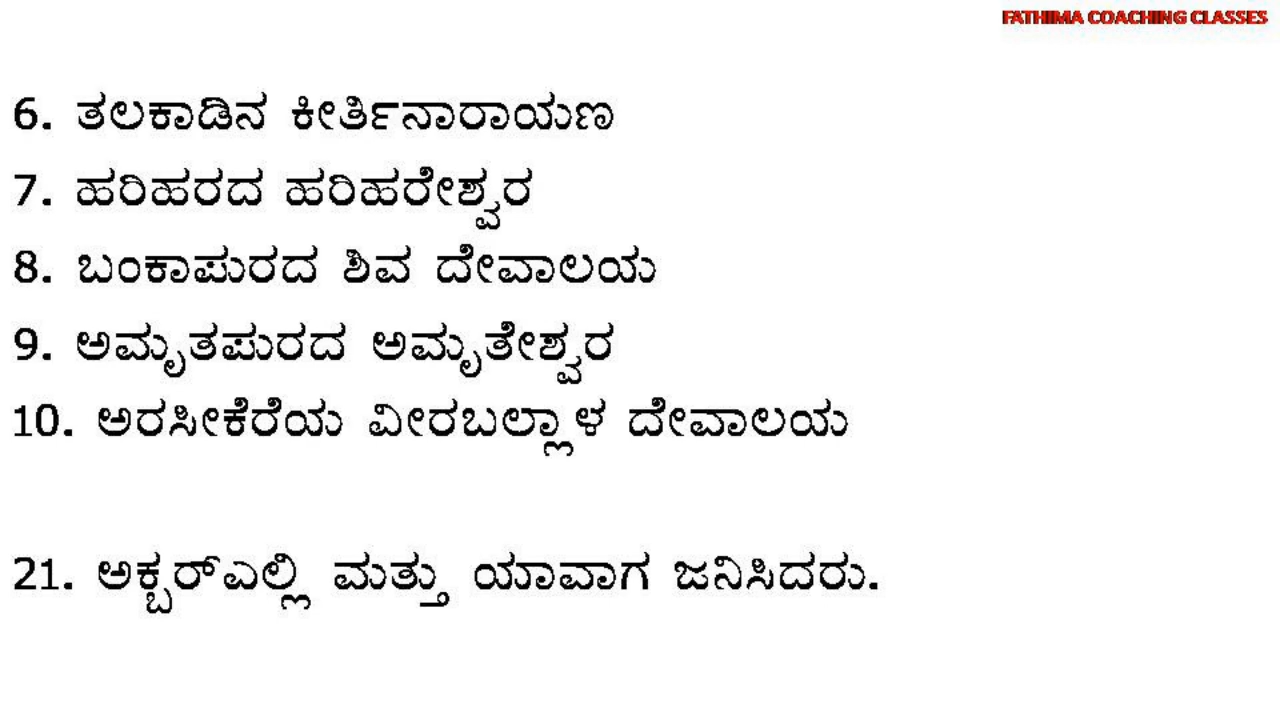 FATHIMA COACHING CLASSES
6. ತಲಕಾಡಿನ ಕೀರ್ತಿನಾರಾಯಣ
7. ಹರಿಹರದ ಹರಿಹರೇಶ್ವರ
8. ಬಂಕಾಪುರದ ಶಿವ ದೇವಾಲಯ
9. ಅಮೃತಪುರದ ಅಮೃತೇಶ್ವರ
10. ಅರಸೀಕೆರೆಯ ವೀರಬಲ್ಲಾಳ ದೇವಾಲಯ
21. ಅಕ್ಬರ್‌ಎಲ್ಲಿ ಮತ್ತು ಯಾವಾಗ ಜನಿಸಿದರು.